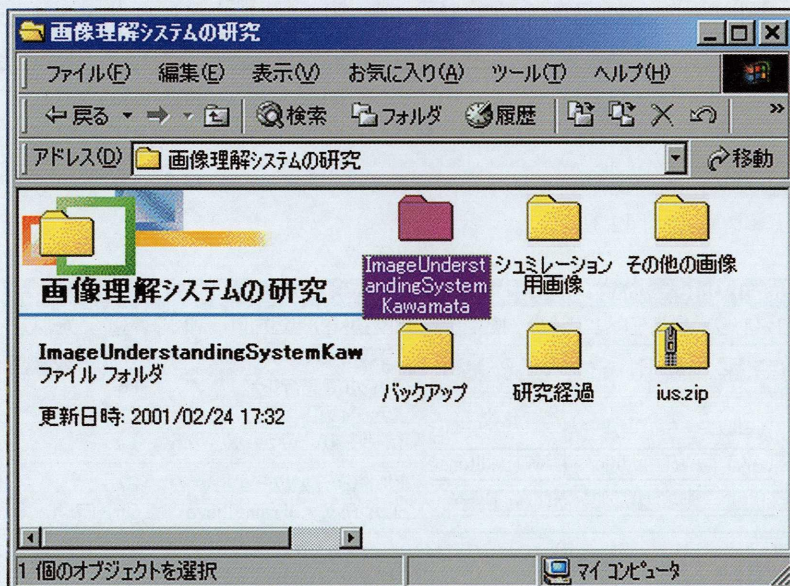 画像理解システムの研究
ファイル(F) 編集(E) 表示(V) お気に入り(A) ツール(T) ヘルプ(H)
戻る 検索 フォルダ 履歴 »
アドレス(D) 画像理解システムの研究 移動
画像理解システムの研究
ImageUnderstandingSystemKaw
ファイル フォルダ
更新日時: 2001/02/24 17:32
ImageUnderst
andingSystem
Kawamata
シュミレーション
用画像
その他の画像
バックアップ
研究経過
ius.zip
1 個のオブジェクトを選択
マイ コンピュータ